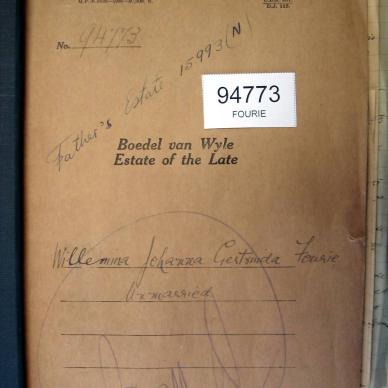 No. 94773
Father's Estate 15993 (N)
94773
FOURIE
Boedel van Wyle
Estate of the Late
Willemina Johanna Gertruida Fourie
Unmarried